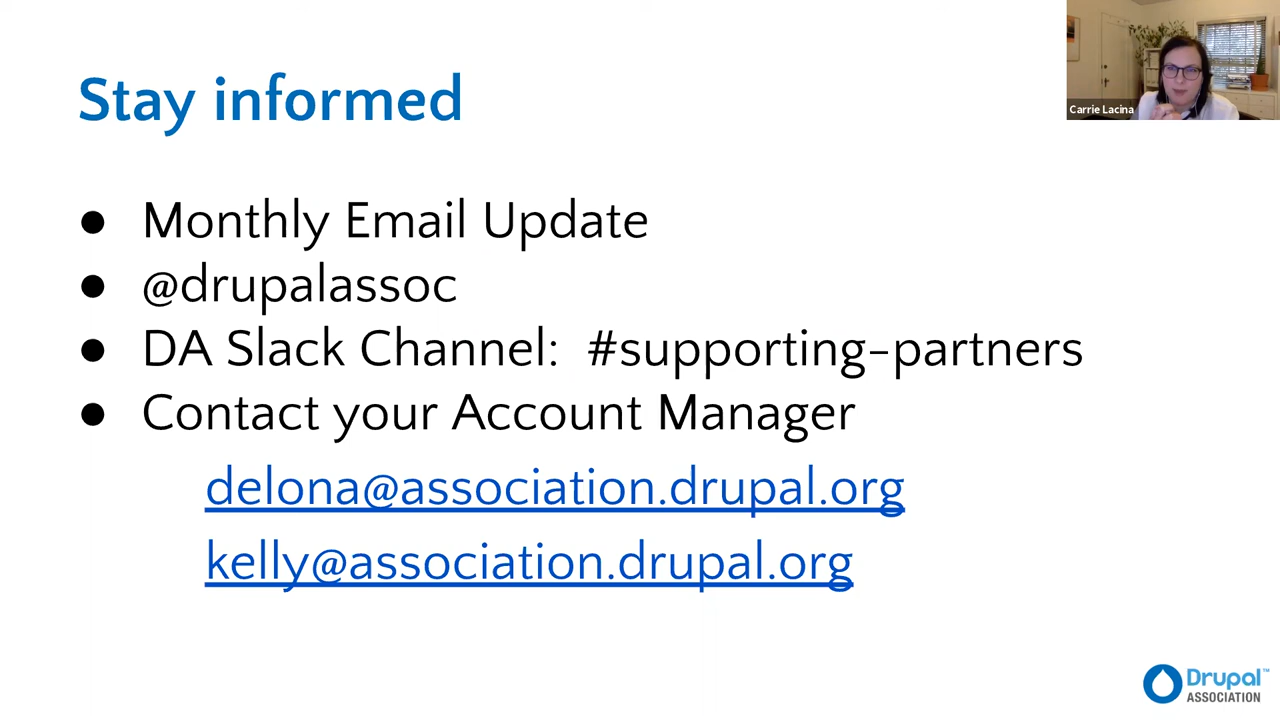 Stay informed
Carrie Lacina
● Monthly Email Update
● @drupalassoc
● DA Slack Channel: #supporting-partners
● Contact your Account Manager
delona@association.drupal.org
kelly@association.drupal.org
Drupal™
ASSOCIATION